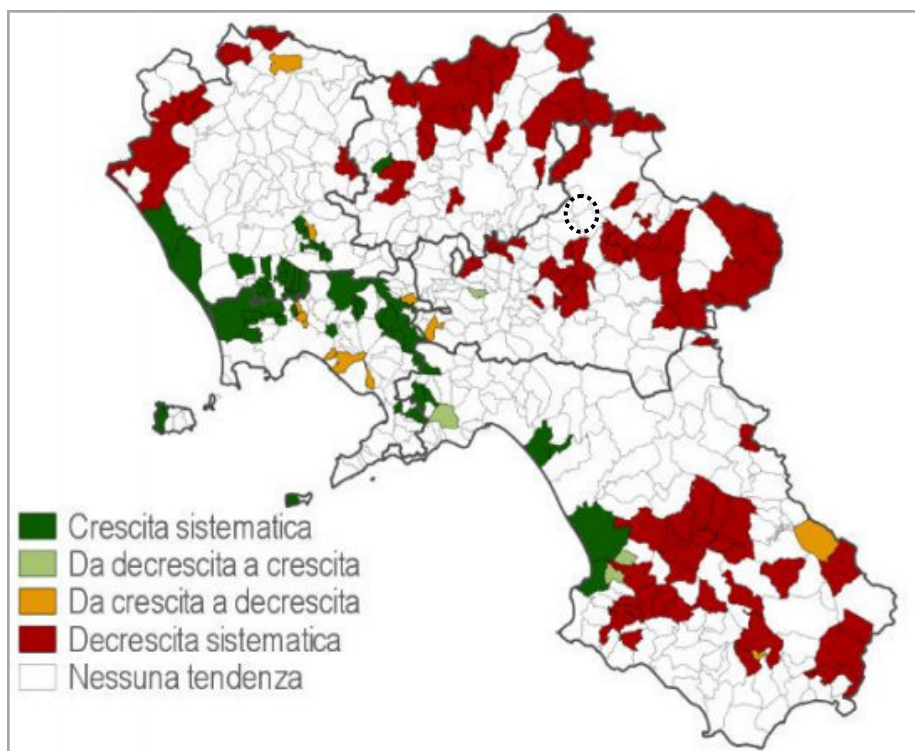 Crescita sistematica
Da decrescita a crescita
Da crescita a decrescita
Decrescita sistematica
Nessuna tendenza